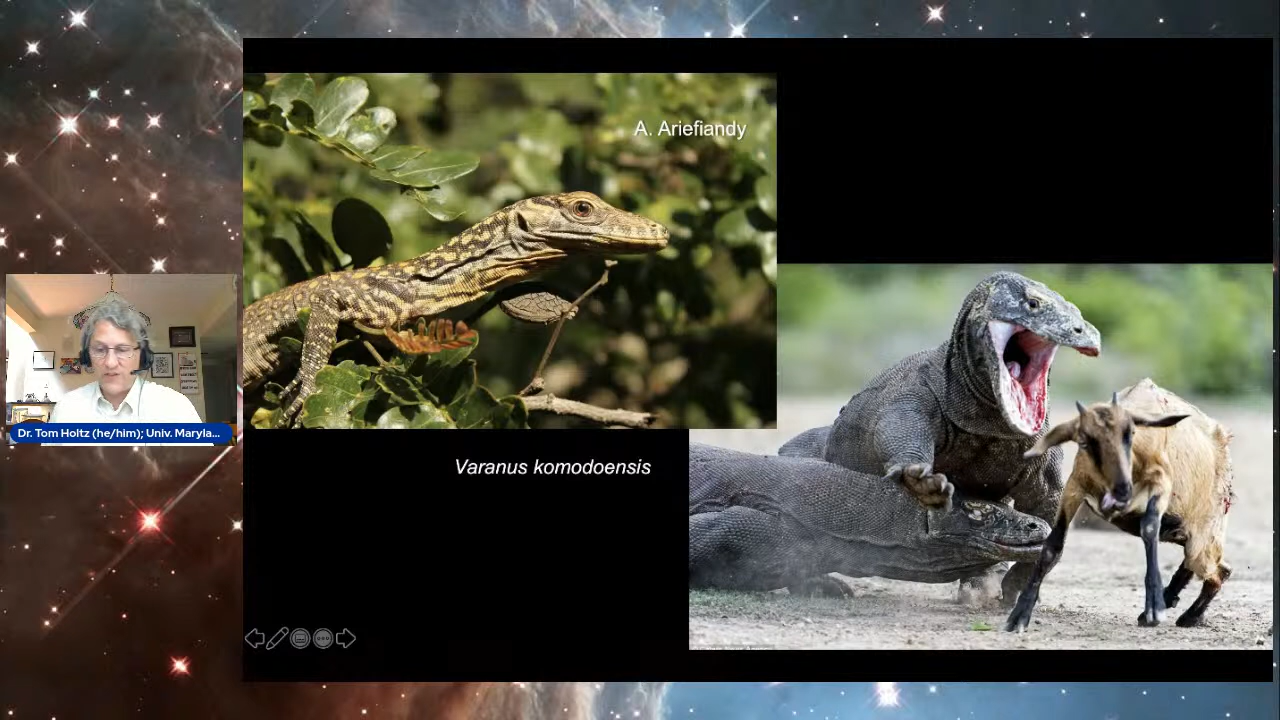 A. Ariefiandy
Dr. Tom Holtz (he/him); Univ. Maryla...
Varanus komodoensis